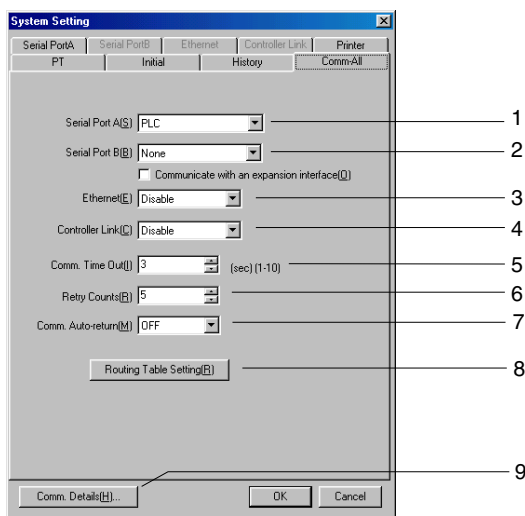 System Setting
Serial PortA Serial PortB Ethernet Controller Link Printer
PT Initial History Comm-All
Serial Port A(S) PLC 1
Serial Port B(B) None 2
Communicate with an expansion interface(O)
Ethernet(E) Disable 3
Controller Link(C) Disable 4
Comm. Time Out(I) 3 (sec) (1-10) 5
Retry Counts(R) 5 6
Comm. Auto-return(M) OFF 7
Routing Table Setting(R) 8
9
Comm. Details(H)... OK Cancel